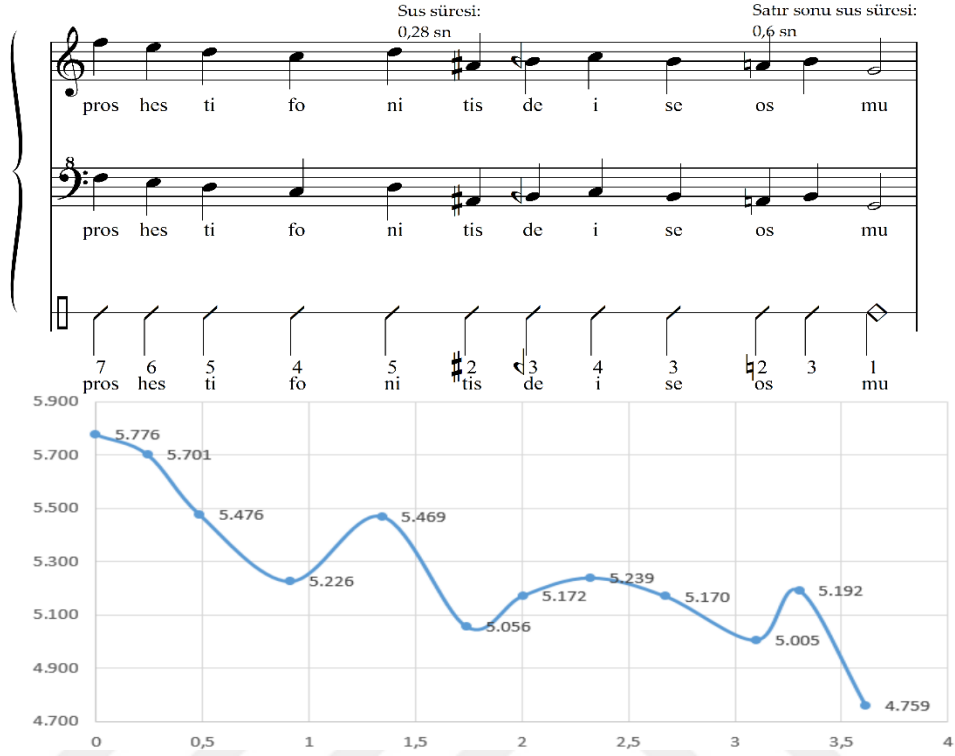 Sus süresi:
0,28 sn
Satır sonu sus süresi:
0,6 sn
pros hes ti fo ni tis de i se os mu
8
pros hes ti fo ni tis de i se os mu
7 6 5 4 5 2 3 4 3 2 3 1
pros hes ti fo ni tis de i se os mu
5.900
5.700
5.500
5.300
5.100
4.900
4.700
5.776
5.701
5.476
5.226
5.469
5.056
5.172
5.239
5.170
5.005
5.192
4.759
0 0,5 1 1,5 2 2,5 3 3,5 4